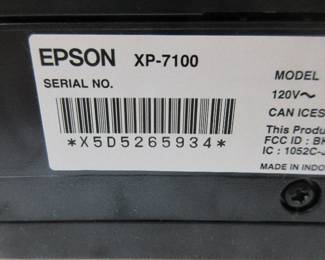 EPSON XP-7100
SERIAL NO.
*X5D5265934*
MODEL
120V~
CAN ICES
This Produ
FCC ID : BK
IC : 1052C-
MADE IN INDO